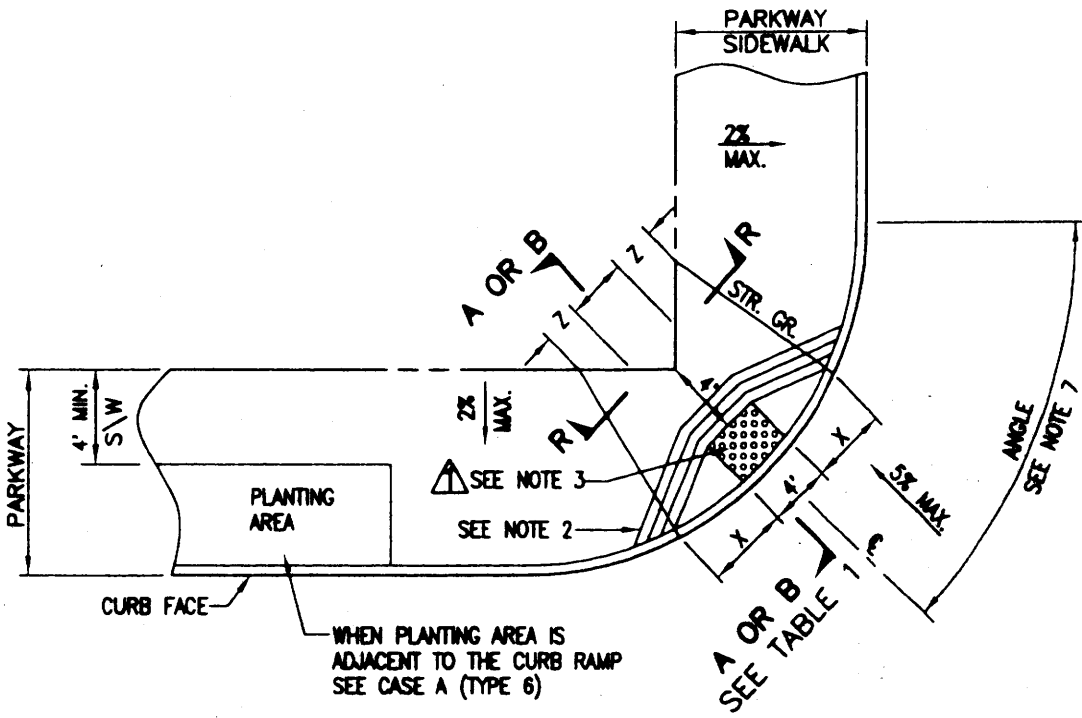 PARKWAY
SIDEWALK
2%
MAX.
A OR B
Z
Z
R
STR. GR.
4' MIN.
S\W
PARKWAY
2%
MAX.
R
4'
1
SEE NOTE 3
SEE NOTE 2
PLANTING
AREA
X
4'
X
5% MAX.
ANGLE
SEE NOTE 7
CURB FACE
WHEN PLANTING AREA IS
ADJACENT TO THE CURB RAMP
SEE CASE A (TYPE 6)
A OR B
SEE TABLE 1